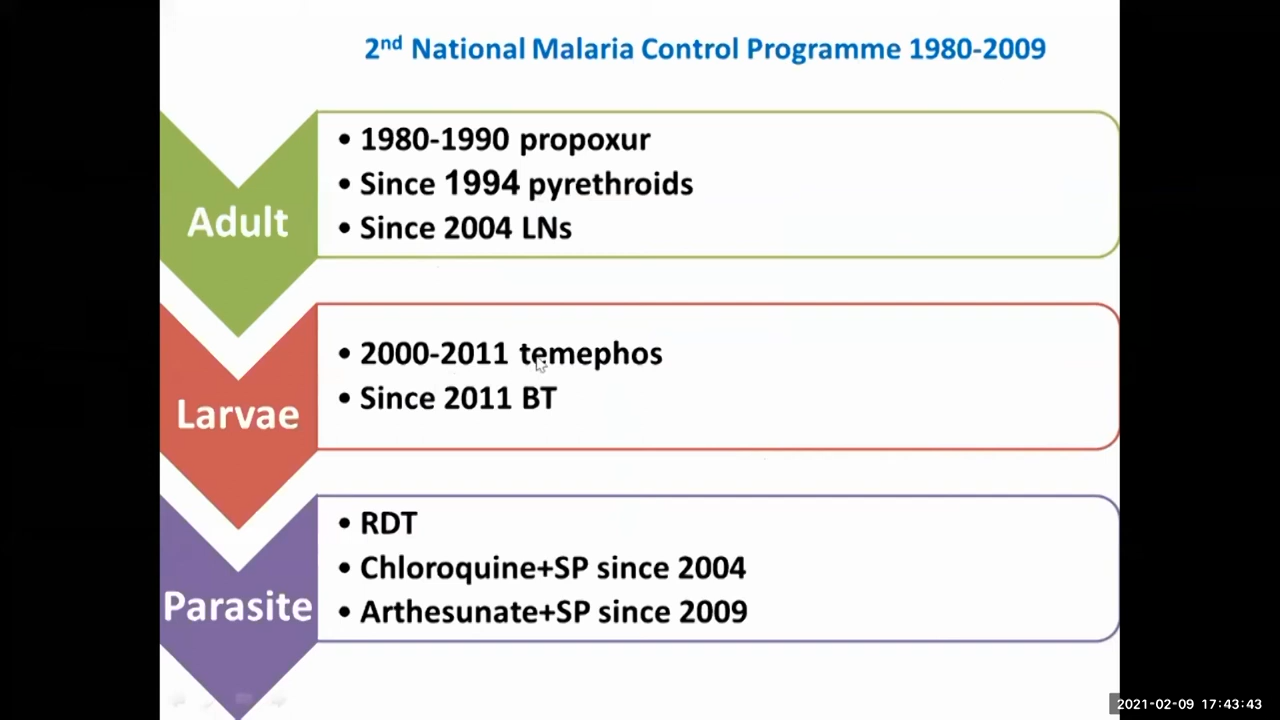 2nd National Malaria Control Programme 1980-2009
Adult
• 1980-1990 propoxur
• Since 1994 pyrethroids
• Since 2004 LNs
Larvae
• 2000-2011 temephos
• Since 2011 BT
Parasite
• RDT
• Chloroquine+SP since 2004
• Arthesunate+SP since 2009
2021-02-09 17:43:43